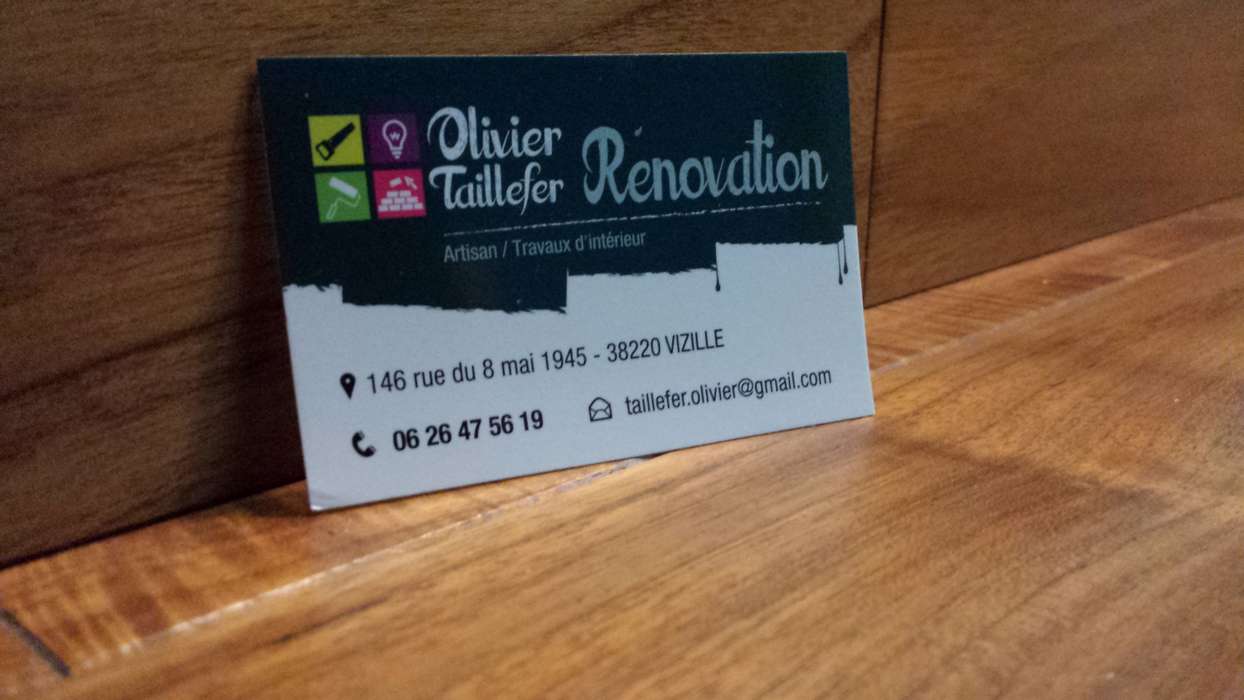 Olivier
Taillefer
Rénovation
Artisan / Travaux d'intérieur
146 rue du 8 mai 1945 - 38220 VIZILLE
06 26 47 56 19
taillefer.olivier@gmail.com